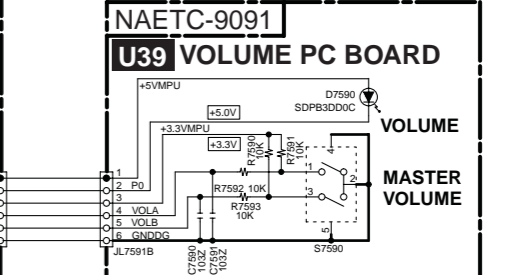 NAETC-9091
U39 VOLUME PC BOARD
+5VMPU
D7590
SDPB3DD0C
+5.0V
VOLUME
+3.3VMPU
+3.3V
R7590
10K
R7591
10K
4
1
1
2 P0
R7592 10K
2
MASTER
VOLUME
3
3
R7593
10K
4 VOLA
5 VOLB
6 GNDDG
5
JL7591B
C7590
103Z
C7591
103Z
S7590